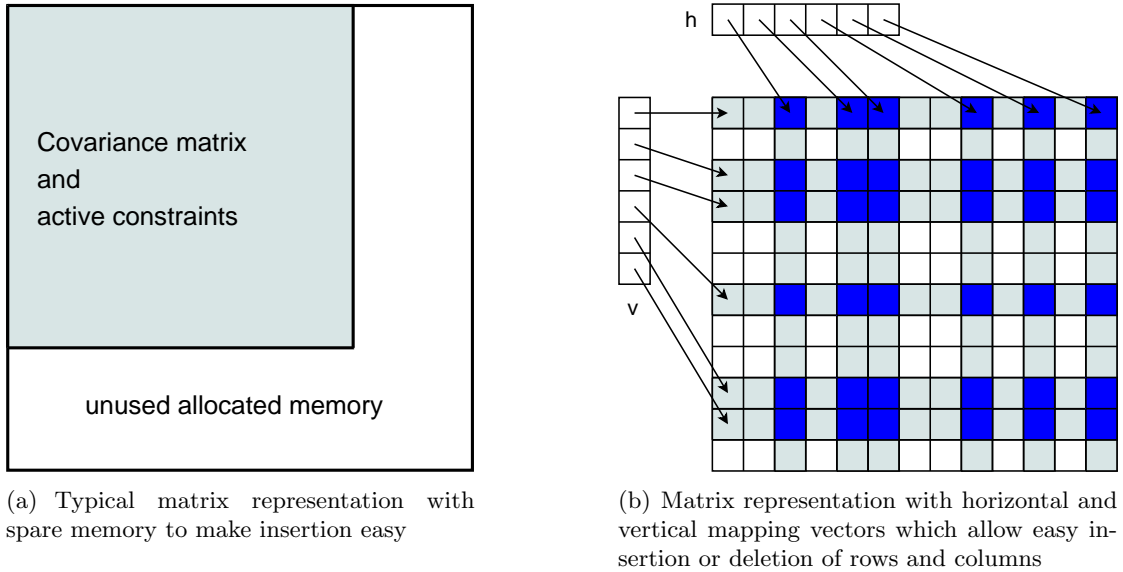 Covariance matrix
and
active constraints
unused allocated memory
(a) Typical matrix representation with
spare memory to make insertion easy
h
v
(b) Matrix representation with horizontal and
vertical mapping vectors which allow easy in-
sertion or deletion of rows and columns